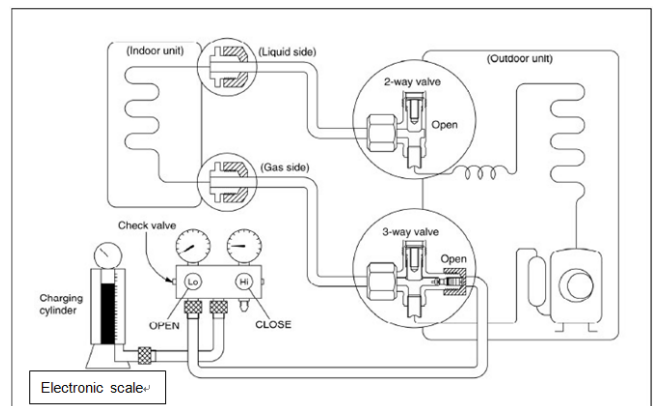 (Indoor unit)
(Liquid side)
(Outdoor unit)
2-way valve
Open
(Gas side)
3-way valve
Open
Check valve
Lo
Hi
Charging
cylinder
OPEN
CLOSE
Electronic scale↵